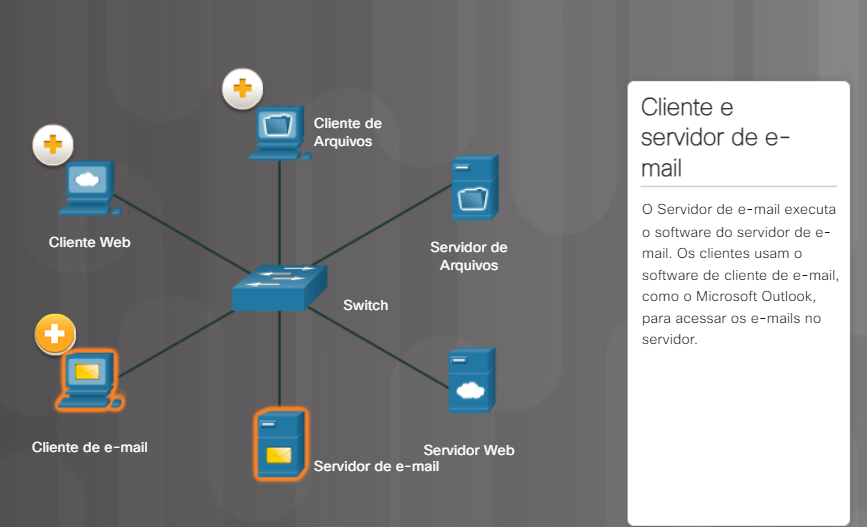 Cliente de
Arquivos
Cliente Web
Servidor de
Arquivos
Switch
Cliente de e-mail
Servidor de e-mail
Servidor Web
Cliente e
servidor de e-
mail
O Servidor de e-mail executa
o software do servidor de e-
mail. Os clientes usam o
software de cliente de e-mail,
como o Microsoft Outlook,
para acessar os e-mails no
servidor.